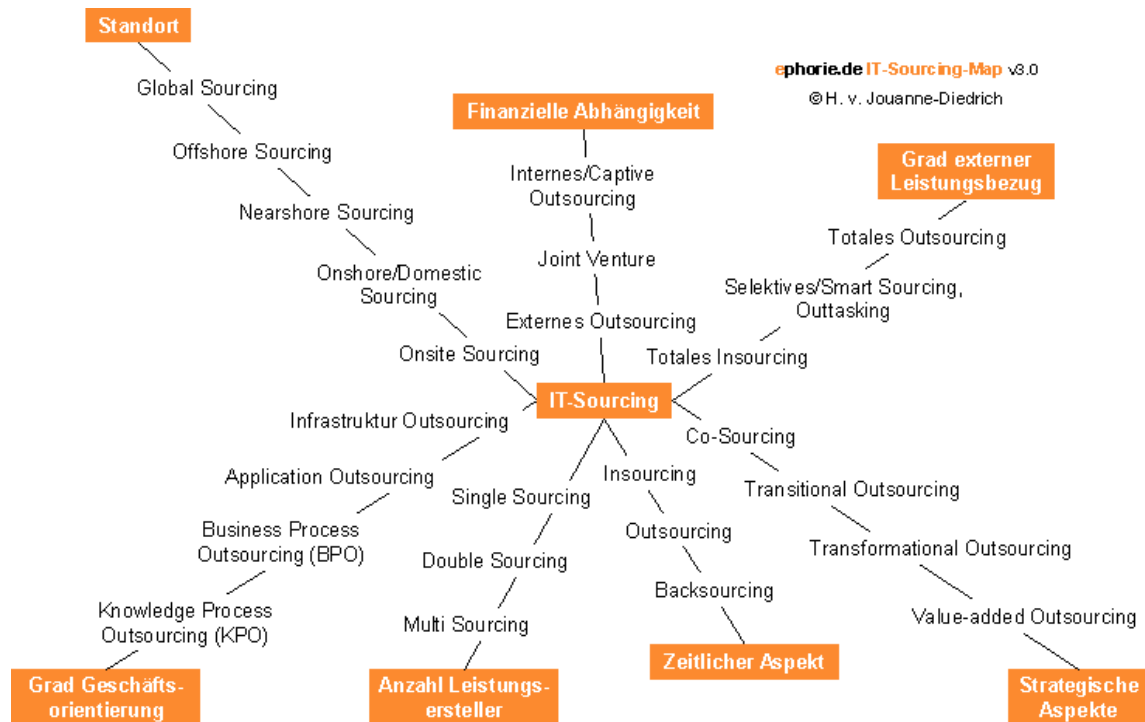 Standort
Global Sourcing
Offshore Sourcing
Nearshore Sourcing
Onshore/Domestic
Sourcing
Onsite Sourcing
ephorie.de IT-Sourcing-Map v3.0
© H. v. Jouanne-Diedrich
Finanzielle Abhängigkeit
Internes/Captive
Outsourcing
Joint Venture
Externes Outsourcing
Grad externer
Leistungsbezug
Totales Outsourcing
Selektives/Smart Sourcing,
Outtasking
Totales Insourcing
IT-Sourcing
Infrastruktur Outsourcing
Application Outsourcing
Business Process
Outsourcing (BPO)
Knowledge Process
Outsourcing (KPO)
Grad Geschäfts-
orientierung
Single Sourcing
Double Sourcing
Multi Sourcing
Anzahl Leistungs-
ersteller
Insourcing
Outsourcing
Backsourcing
Zeitlicher Aspekt
Co-Sourcing
Transitional Outsourcing
Transformational Outsourcing
Value-added Outsourcing
Strategische
Aspekte